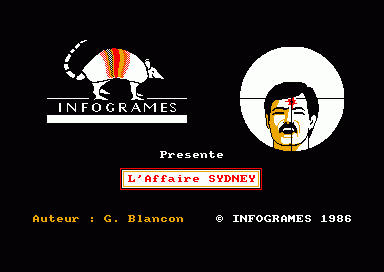 INFOGRAMES
Presente
L'Affaire SYDNEY
Auteur : G. Blancon © INFOGRAMES 1986